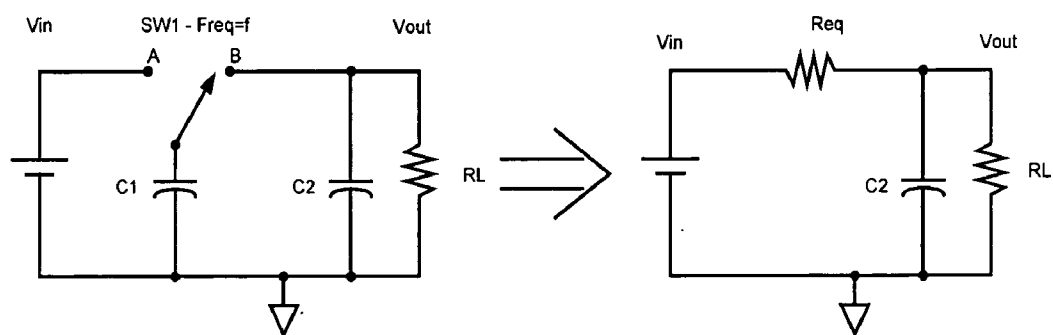 Vin
SW1 - Freq=f
Vout
A
B
C1
C2
RL
Req
Vin
Vout
C2
RL